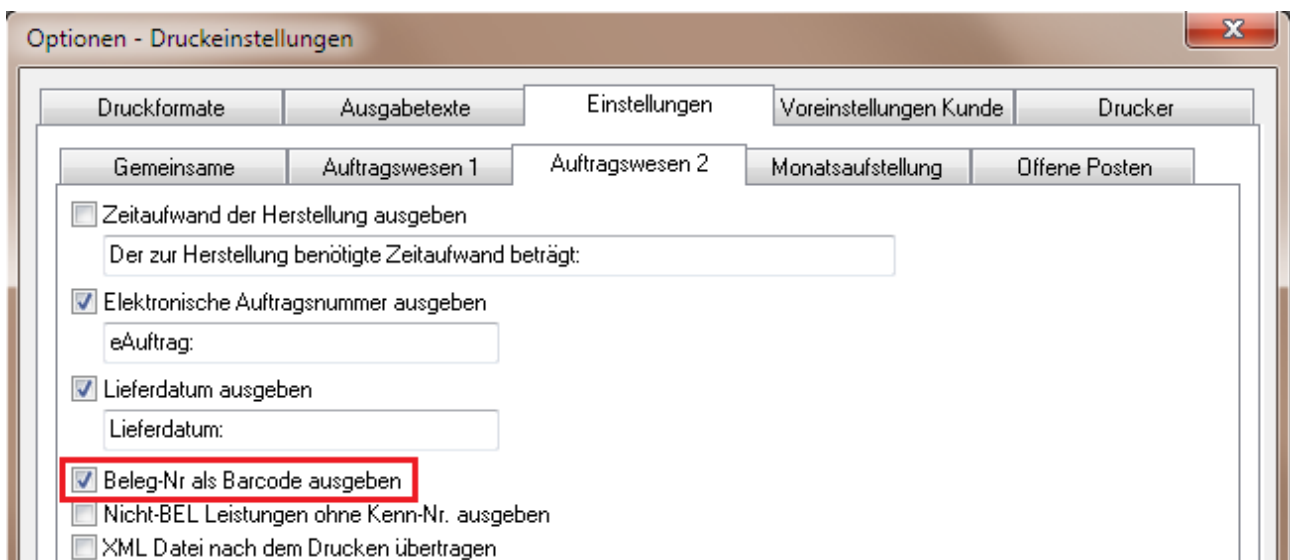 Optionen - Druckeinstellungen
Druckformate Ausgabetexte Einstellungen Voreinstellungen Kunde Drucker
Gemeinsame Auftragswesen 1 Auftragswesen 2 Monatsaufstellung Offene Posten
Zeitaufwand der Herstellung ausgeben
Der zur Herstellung benötigte Zeitaufwand beträgt:
Elektronische Auftragsnummer ausgeben
eAuftrag:
Lieferdatum ausgeben
Lieferdatum:
Beleg-Nr als Barcode ausgeben
Nicht-BEL Leistungen ohne Kenn-Nr. ausgeben
XML Datei nach dem Drucken übertragen